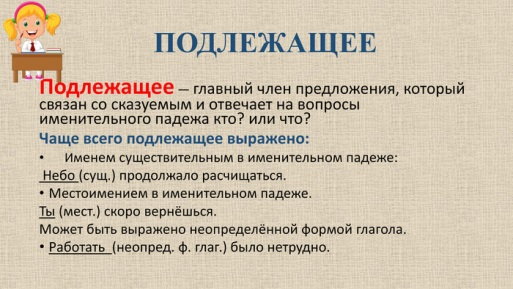 ПОДЛЕЖАЩЕЕ
Подлежащее — главный член предложения, который
связан со сказуемым и отвечает на вопросы
именительного падежа кто? или что?
Чаще всего подлежащее выражено:
• Именем существительным в именительном падеже:
Небо (сущ.) продолжало расчищаться.
• Местоимением в именительном падеже.
Ты (мест.) скоро вернёшься.
Может быть выражено неопределённой формой глагола.
• Работать (неопред. ф. глаг.) было нетрудно.